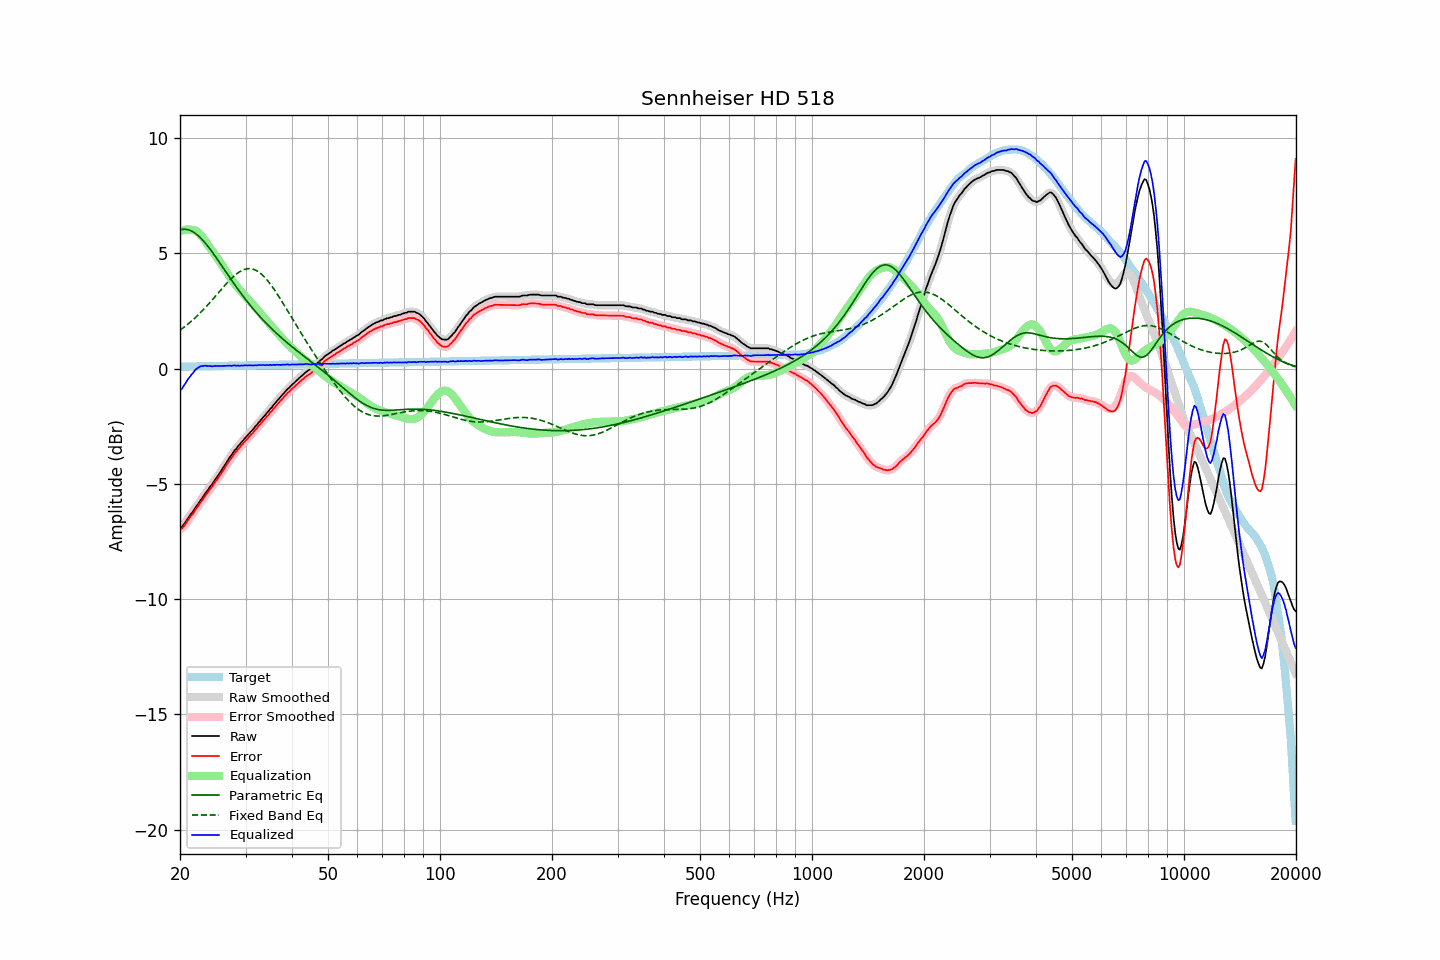 Sennheiser HD 518
10
5
0
−5
−10
−15
−20
Amplitude (dBr)
Target
Raw Smoothed
Error Smoothed
Raw
Error
Equalization
Parametric Eq
Fixed Band Eq
Equalized
20 50 100 200 500 1000 2000 5000 10000 20000
Frequency (Hz)